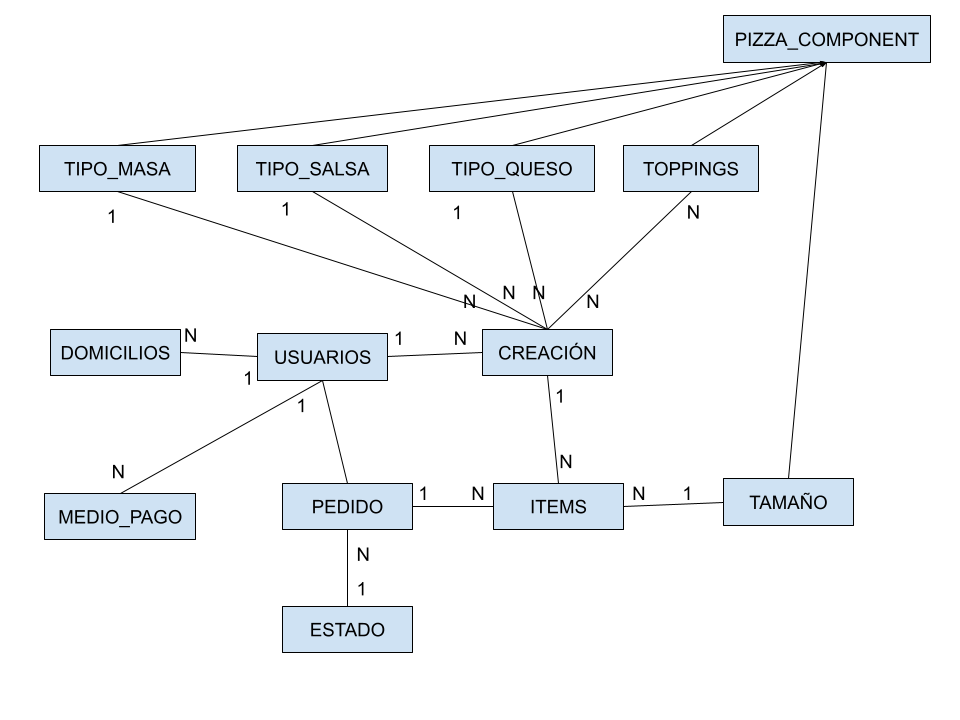 PIZZA_COMPONENT
TIPO_MASA
TIPO_SALSA
TIPO_QUESO
TOPPINGS
1
1
1
N
N
N
N
N
DOMICILIOS
N
1
USUARIOS
1
N
CREACIÓN
1
1
N
N
MEDIO_PAGO
PEDIDO
1
N
ITEMS
N
1
TAMAÑO
N
1
ESTADO